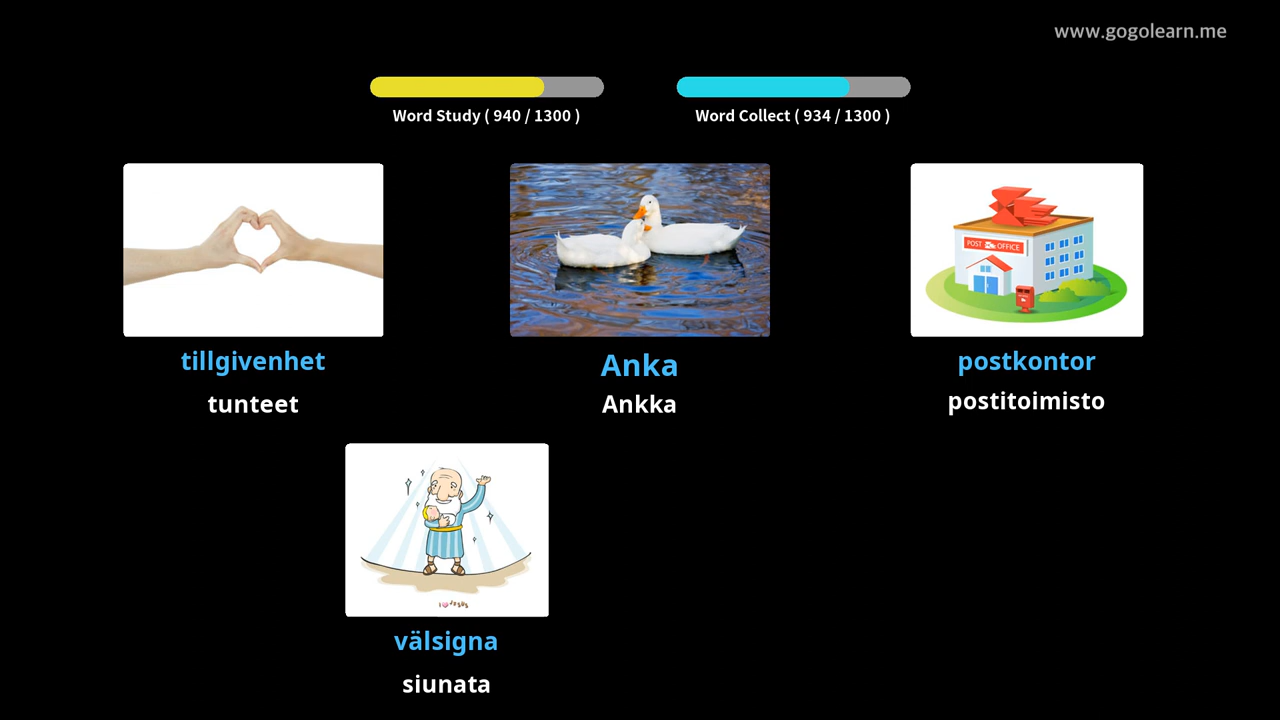 www.gogolearn.me
Word Study ( 940 / 1300 )
Word Collect ( 934 / 1300 )
POST OFFICE
tillgivenhet
Anka
postkontor
tunteet
Ankka
postitoimisto
I ❤ JESUS
välsigna
siunata